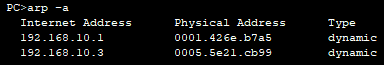 PC>arp -a
Internet Address Physical Address Type
192.168.10.1 0001.426e.b7a5 dynamic
192.168.10.3 0005.5e21.cb99 dynamic